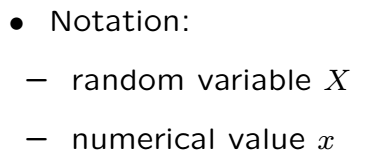 • Notation:
– random variable X
– numerical value x